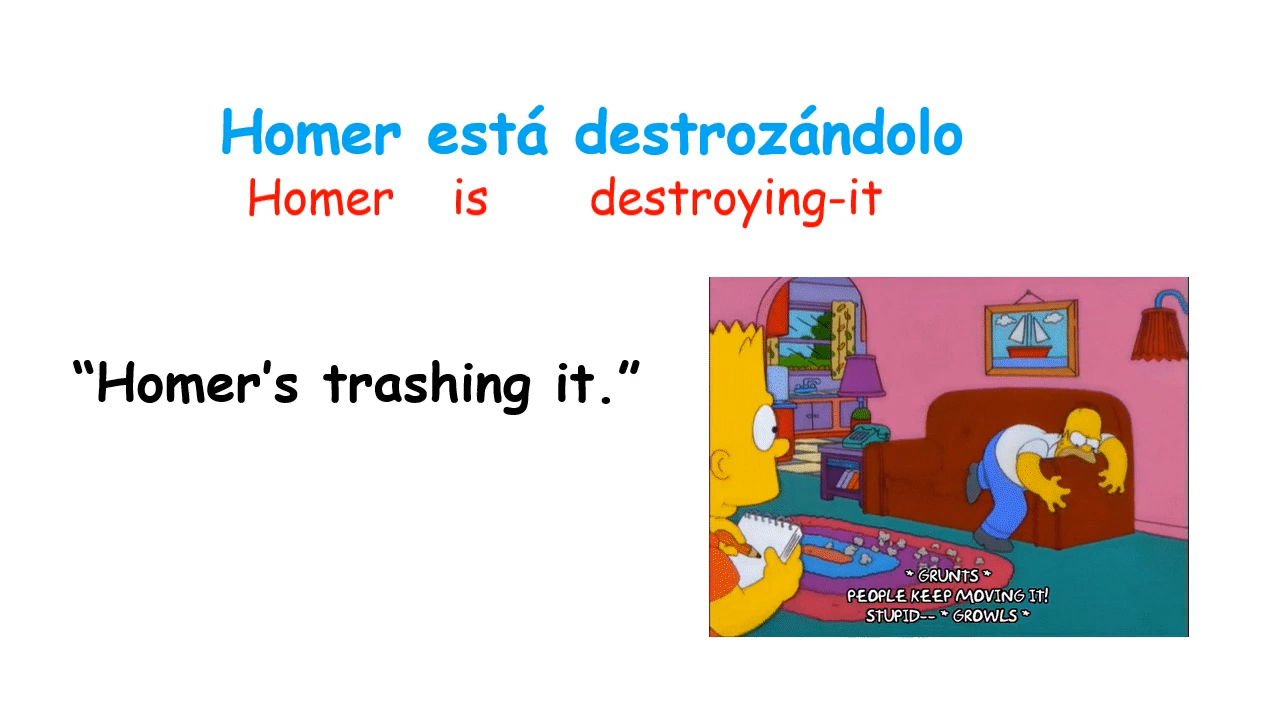 Homer está destrozándolo
Homer is destroying-it
“Homer’s trashing it.”
* GRUNTS *
PEOPLE KEEP MOVING IT!
STUPID-- * GROWLS *